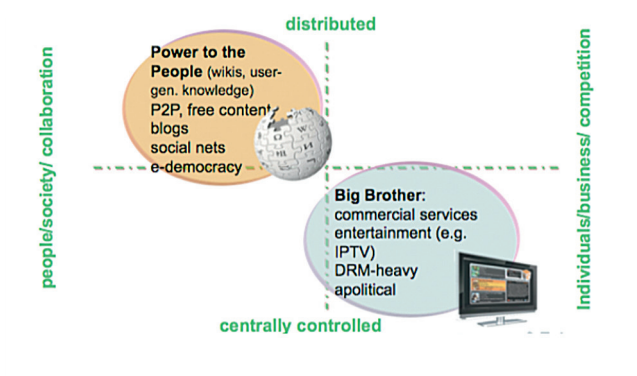 distributed
people/society/ collaboration
Power to the
People (wikis, user-
gen. knowledge)
P2P, free content
blogs
social nets
e-democracy
Individuals/business/ competition
Big Brother:
commercial services
entertainment (e.g.
IPTV)
DRM-heavy
apolitical
centrally controlled